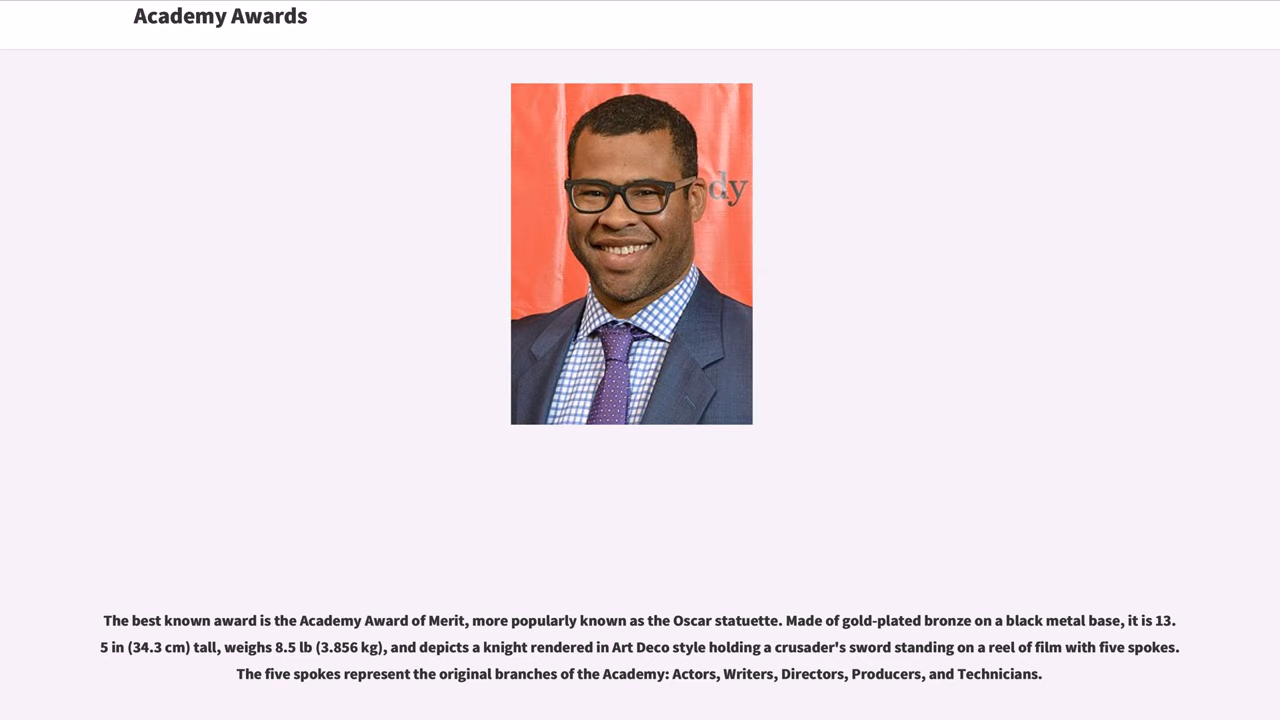 Academy Awards
dy
The best known award is the Academy Award of Merit, more popularly known as the Oscar statuette. Made of gold-plated bronze on a black metal base, it is 13.
5 in (34.3 cm) tall, weighs 8.5 lb (3.856 kg), and depicts a knight rendered in Art Deco style holding a crusader's sword standing on a reel of film with five spokes.
The five spokes represent the original branches of the Academy: Actors, Writers, Directors, Producers, and Technicians.